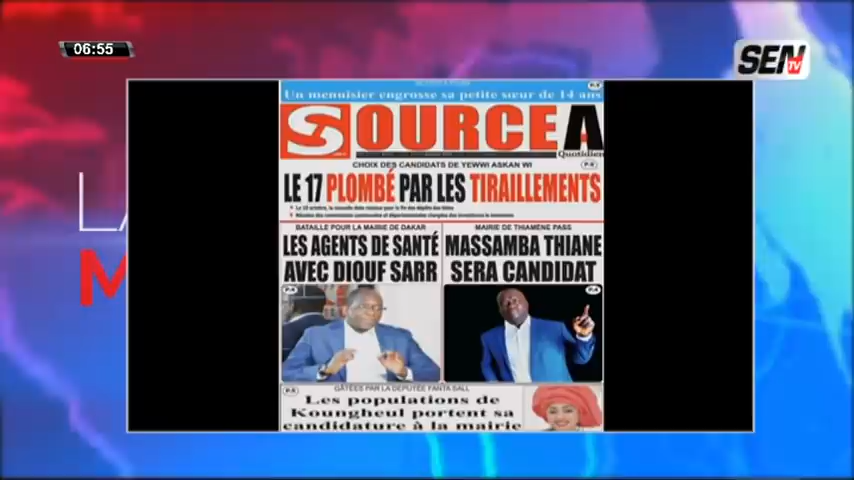 06:55
SEN TV
LA
M
Un menuisier engrosse sa petite sœur de 14 ans
SOURCEA
Quotidien
CHOIX DES CANDIDATS DE YEWWI ASKAN WI
LE 17 PLOMBÉ PAR LES TIRAILLEMENTS
BATAILLE POUR LA MAIRIE DE DAKAR
LES AGENTS DE SANTÉ
AVEC DIOUF SARR
MAIRIE DE THIAMÈNE PASS
MASSAMBA THIANE
SERA CANDIDAT
GÂTÉES PAR LA DÉPUTÉE FANTA SALL
Les populations de
Koungheul portent sa
candidature à la mairie